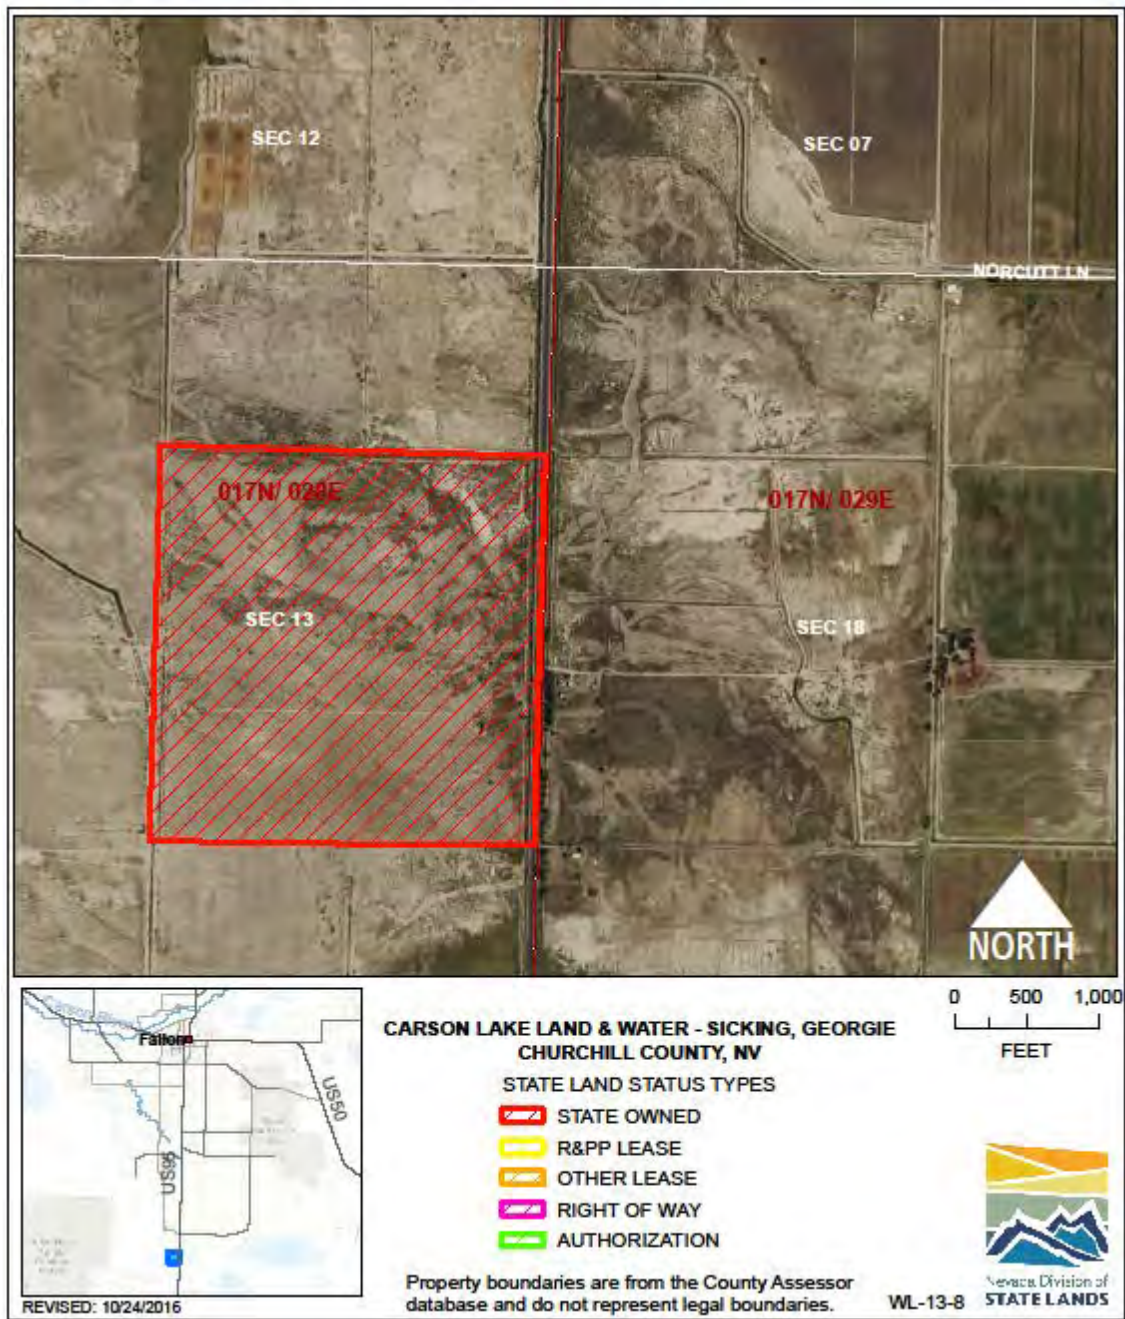 SEC 12
SEC 07
NORCUTT LN
017N/ 028E
017N/ 029E
SEC 13
SEC 18
NORTH
Carson River
Fallon
US50
US95
REVISED: 10/24/2016
CARSON LAKE LAND & WATER - SICKING, GEORGIE
CHURCHILL COUNTY, NV
STATE LAND STATUS TYPES
STATE OWNED
R&PP LEASE
OTHER LEASE
RIGHT OF WAY
AUTHORIZATION
Property boundaries are from the County Assessor
database and do not represent legal boundaries.
WL-13-8
0 500 1,000
FEET
Nevada Division of
STATE LANDS